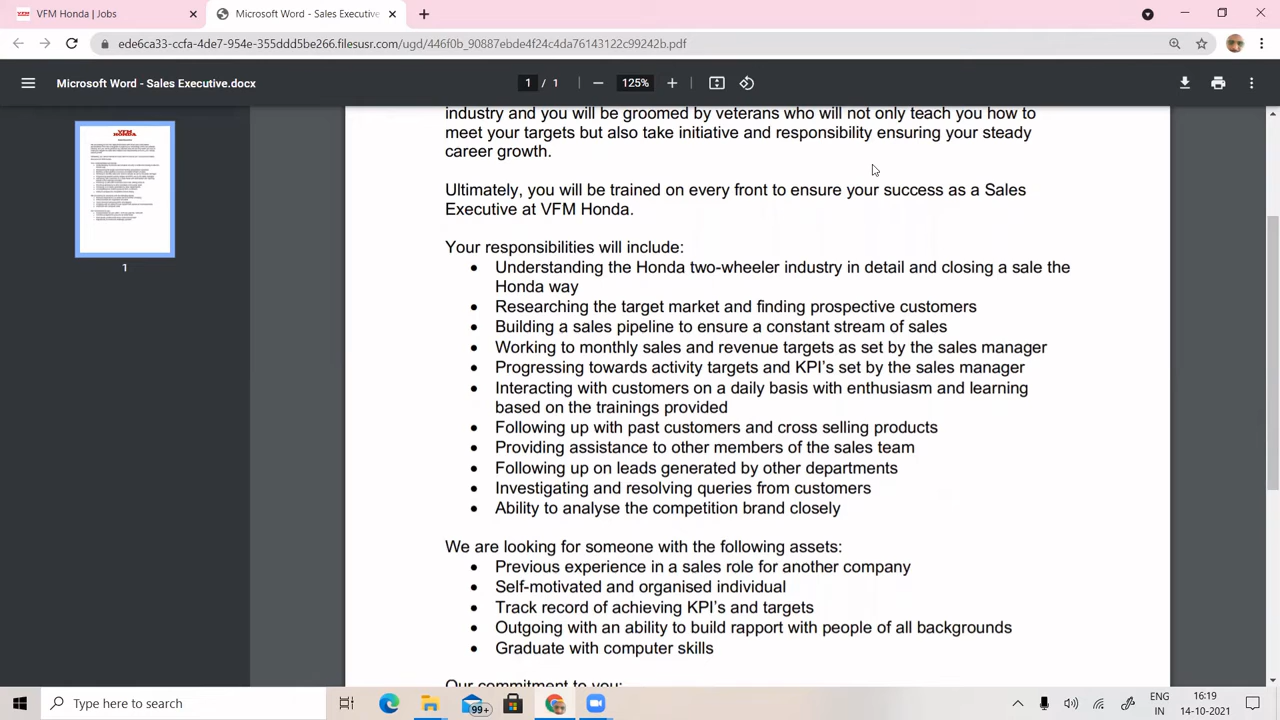 VFM Honda | Jobs
Microsoft Word - Sales Executive
ede6ca33-ccfa-4de7-954e-355ddd5be266.filesusr.com/ugd/446f0b_90887ebde4f24c4da76143122c99242b.pdf
Microsoft Word - Sales Executive.docx
1 / 1
125%
VFM
HONDA
1
industry and you will be groomed by veterans who will not only teach you how to
meet your targets but also take initiative and responsibility ensuring your steady
career growth.
Ultimately, you will be trained on every front to ensure your success as a Sales
Executive at VFM Honda.
Your responsibilities will include:
• Understanding the Honda two-wheeler industry in detail and closing a sale the
Honda way
• Researching the target market and finding prospective customers
• Building a sales pipeline to ensure a constant stream of sales
• Working to monthly sales and revenue targets as set by the sales manager
• Progressing towards activity targets and KPI's set by the sales manager
• Interacting with customers on a daily basis with enthusiasm and learning
based on the trainings provided
• Following up with past customers and cross selling products
• Providing assistance to other members of the sales team
• Following up on leads generated by other departments
• Investigating and resolving queries from customers
• Ability to analyse the competition brand closely
We are looking for someone with the following assets:
• Previous experience in a sales role for another company
• Self-motivated and organised individual
• Track record of achieving KPI's and targets
• Outgoing with an ability to build rapport with people of all backgrounds
• Graduate with computer skills
Our commitment to you:
Type here to search
99+
ENG
IN
16:19
14-10-2021